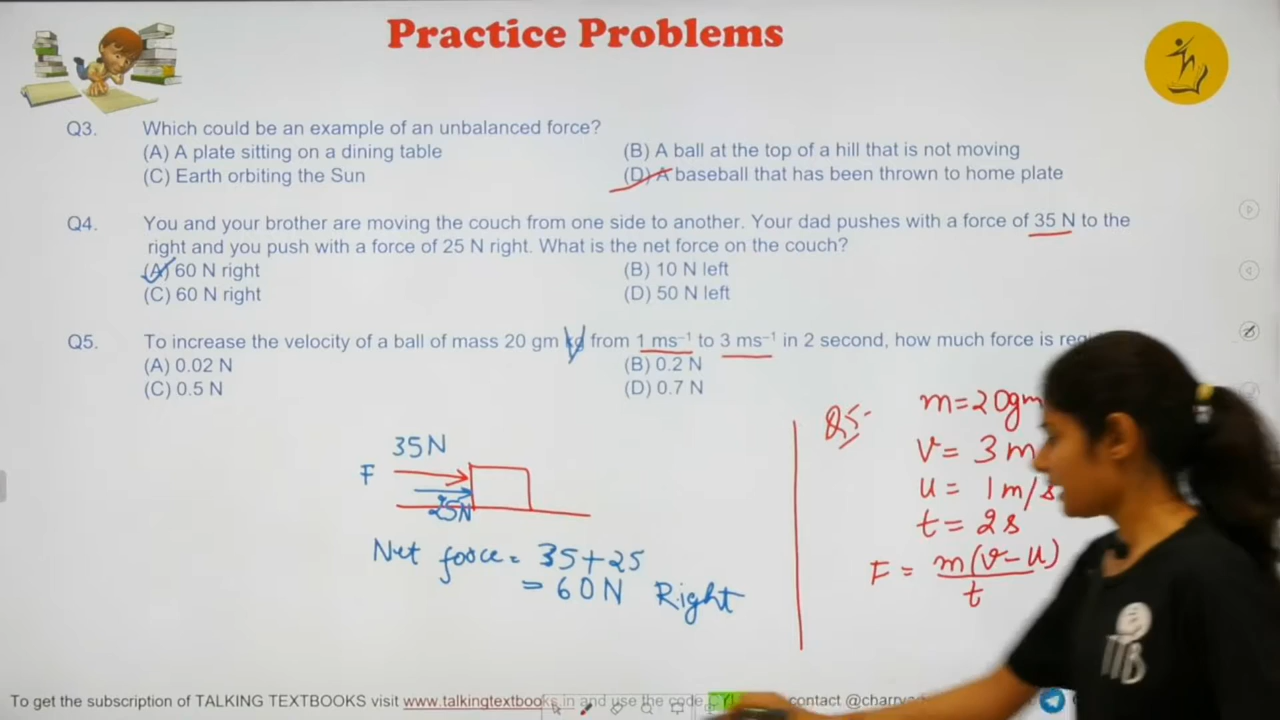 Practice Problems
Q3. Which could be an example of an unbalanced force?
(A) A plate sitting on a dining table (B) A ball at the top of a hill that is not moving
(C) Earth orbiting the Sun (D) A baseball that has been thrown to home plate
Q4. You and your brother are moving the couch from one side to another. Your dad pushes with a force of 35 N to the
right and you push with a force of 25 N right. What is the net force on the couch?
(A) 60 N right (B) 10 N left
(C) 60 N right (D) 50 N left
Q5. To increase the velocity of a ball of mass 20 gm kg from 1 ms⁻¹ to 3 ms⁻¹ in 2 second, how much force is
(A) 0.02 N (B) 0.2 N
(C) 0.5 N (D) 0.7 N
35N
F
25N
Net force = 35+25
= 60N Right
Q5-
m=20gm
v= 3 m
u= 1m/s
t= 2s
F = m(v-u)
t
TTB
To get the subscription of TALKING TEXTBOOKS visit www.talkingtextbooks.in and use the code contact